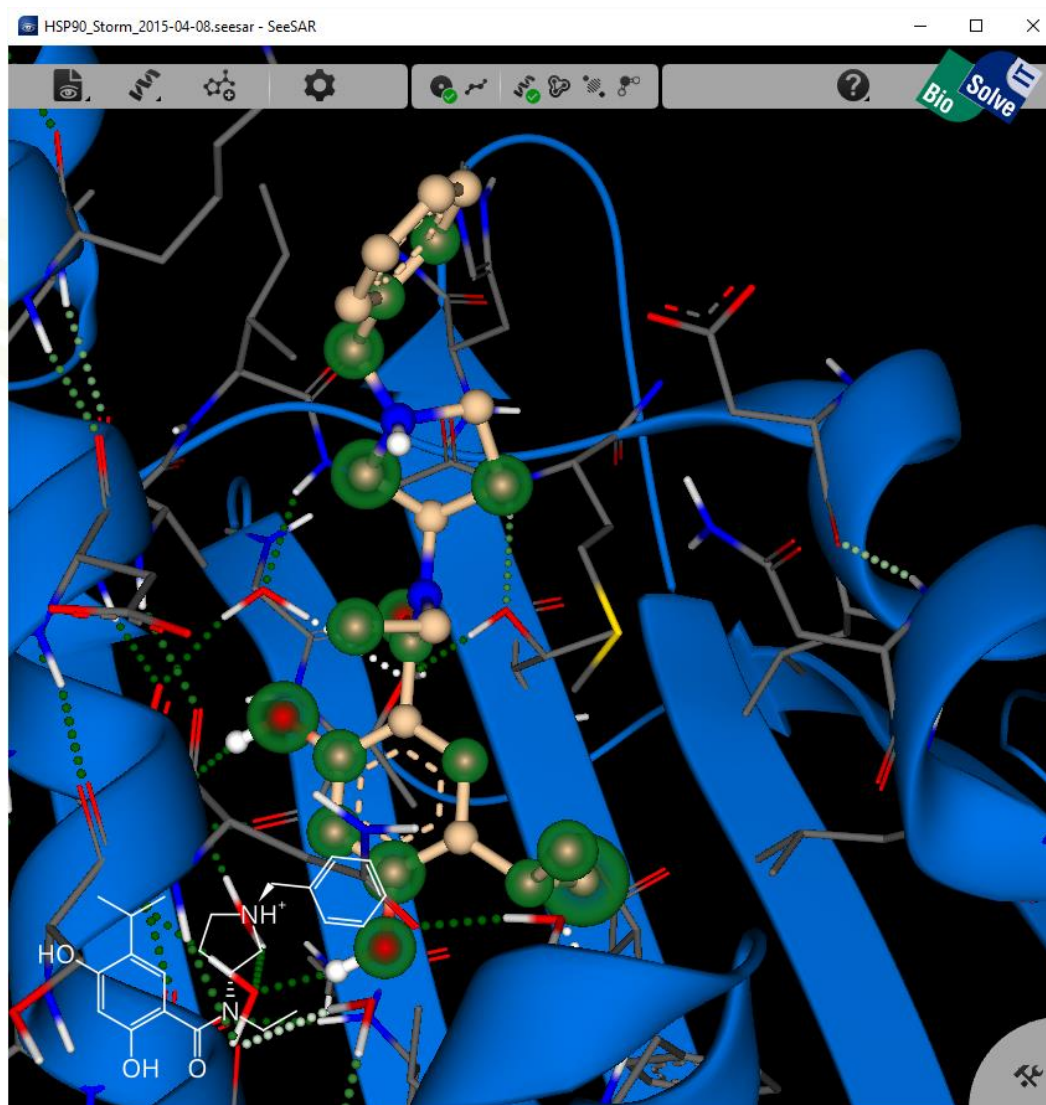 HSP90_Storm_2015-04-08.seesar - SeeSAR
?
Bio
Solve
IT
NH+
HO
N
OH
O